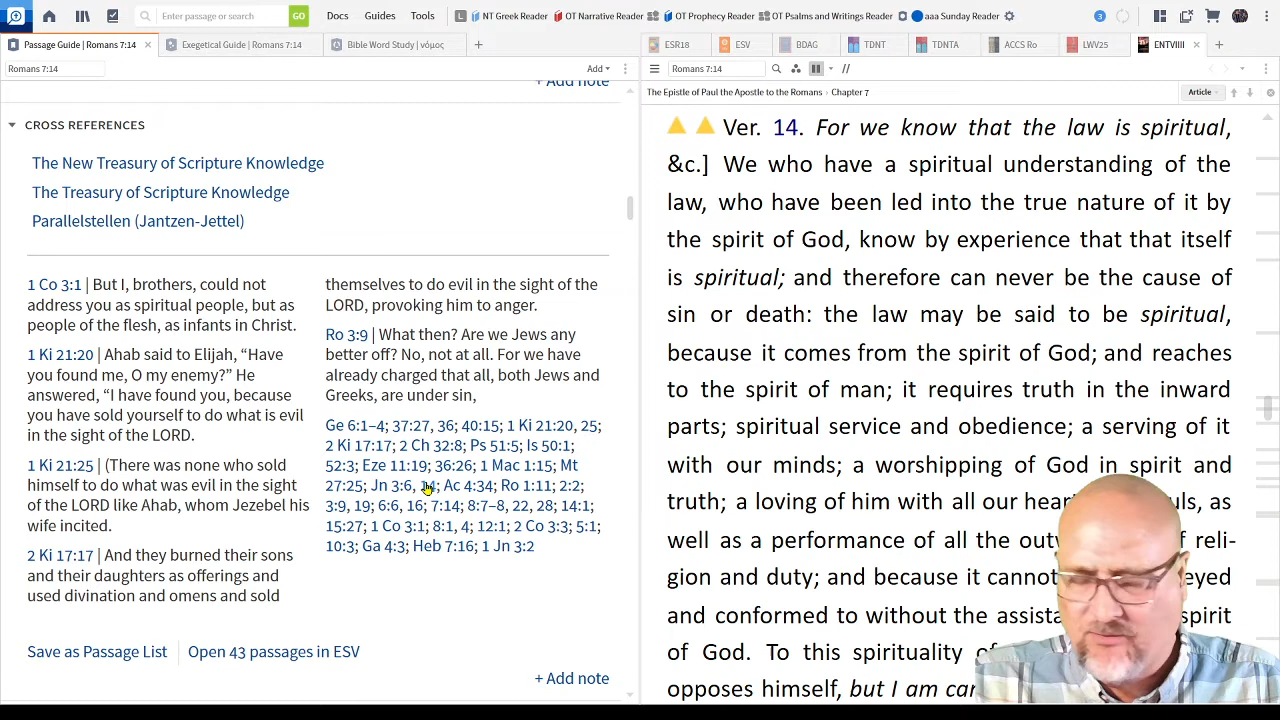 Enter passage or search
GO
Docs
Guides
Tools
L
NT Greek Reader
OT Narrative Reader
OT Prophecy Reader
OT Psalms and Writings Reader
aaa Sunday Reader
3
Passage Guide | Romans 7:14
Exegetical Guide | Romans 7:14
Bible Word Study | νόμος
Romans 7:14
Add
+ Add note
CROSS REFERENCES
The New Treasury of Scripture Knowledge
The Treasury of Scripture Knowledge
Parallelstellen (Jantzen-Jettel)
1 Co 3:1 | But I, brothers, could not
address you as spiritual people, but as
people of the flesh, as infants in Christ.
1 Ki 21:20 | Ahab said to Elijah, “Have
you found me, O my enemy?” He
answered, “I have found you, because
you have sold yourself to do what is evil
in the sight of the LORD.
1 Ki 21:25 | (There was none who sold
himself to do what was evil in the sight
of the LORD like Ahab, whom Jezebel his
wife incited.
2 Ki 17:17 | And they burned their sons
and their daughters as offerings and
used divination and omens and sold
themselves to do evil in the sight of the
LORD, provoking him to anger.
Ro 3:9 | What then? Are we Jews any
better off? No, not at all. For we have
already charged that all, both Jews and
Greeks, are under sin,
Ge 6:1–4; 37:27, 36; 40:15; 1 Ki 21:20, 25;
2 Ki 17:17; 2 Ch 32:8; Ps 51:5; Is 50:1;
52:3; Eze 11:19; 36:26; 1 Mac 1:15; Mt
27:25; Jn 3:6, Ac 4:34; Ro 1:11; 2:2;
3:9, 19; 6:6, 16; 7:14; 8:7–8, 22, 28; 14:1;
15:27; 1 Co 3:1; 8:1, 4; 12:1; 2 Co 3:3; 5:1;
10:3; Ga 4:3; Heb 7:16; 1 Jn 3:2
Save as Passage List
Open 43 passages in ESV
+ Add note
ESR18
ESV
BDAG
TDNT
TDNTA
ACCS Ro
LWV25
ENTVIIII
Romans 7:14
The Epistle of Paul the Apostle to the Romans › Chapter 7
Article
Ver. 14. For we know that the law is spiritual,
&c.] We who have a spiritual understanding of the
law, who have been led into the true nature of it by
the spirit of God, know by experience that that itself
is spiritual; and therefore can never be the cause of
sin or death: the law may be said to be spiritual,
because it comes from the spirit of God; and reaches
to the spirit of man; it requires truth in the inward
parts; spiritual service and obedience; a serving of it
with our minds; a worshipping of God in spirit and
truth; a loving of him with all our hear ls, as
well as a performance of all the out f reli-
gion and duty; and because it cannot eyed
and conformed to without the assista spirit
of God. To this spirituality of
opposes himself, but I am car